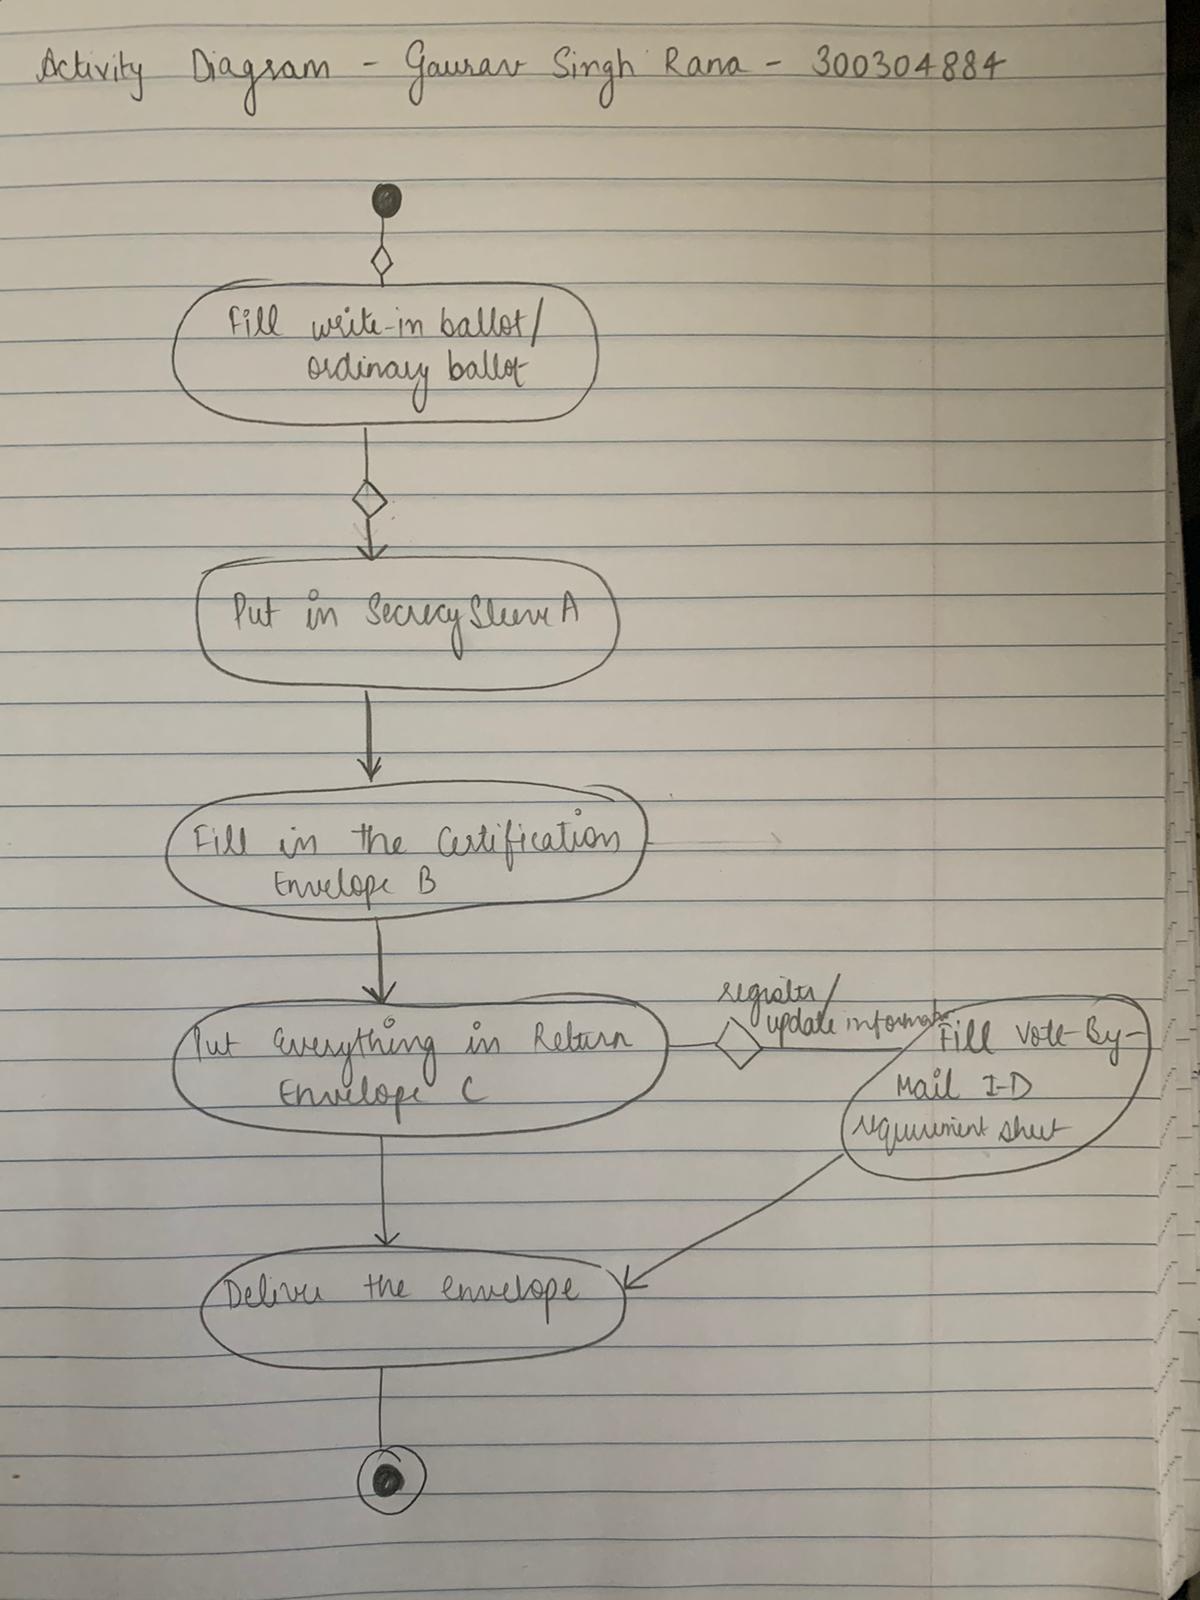 Activity Diagram - Gaurav Singh Rana - 300304884
Fill write-in ballot/
ordinary ballot
Put in Secrecy Sleeve A
Fill in the Certification
Envelope B
Put Everything in Return
Envelope C
register/
update informatn
Fill Vote-By-
Mail I-D
requirement sheet
Deliver the envelope